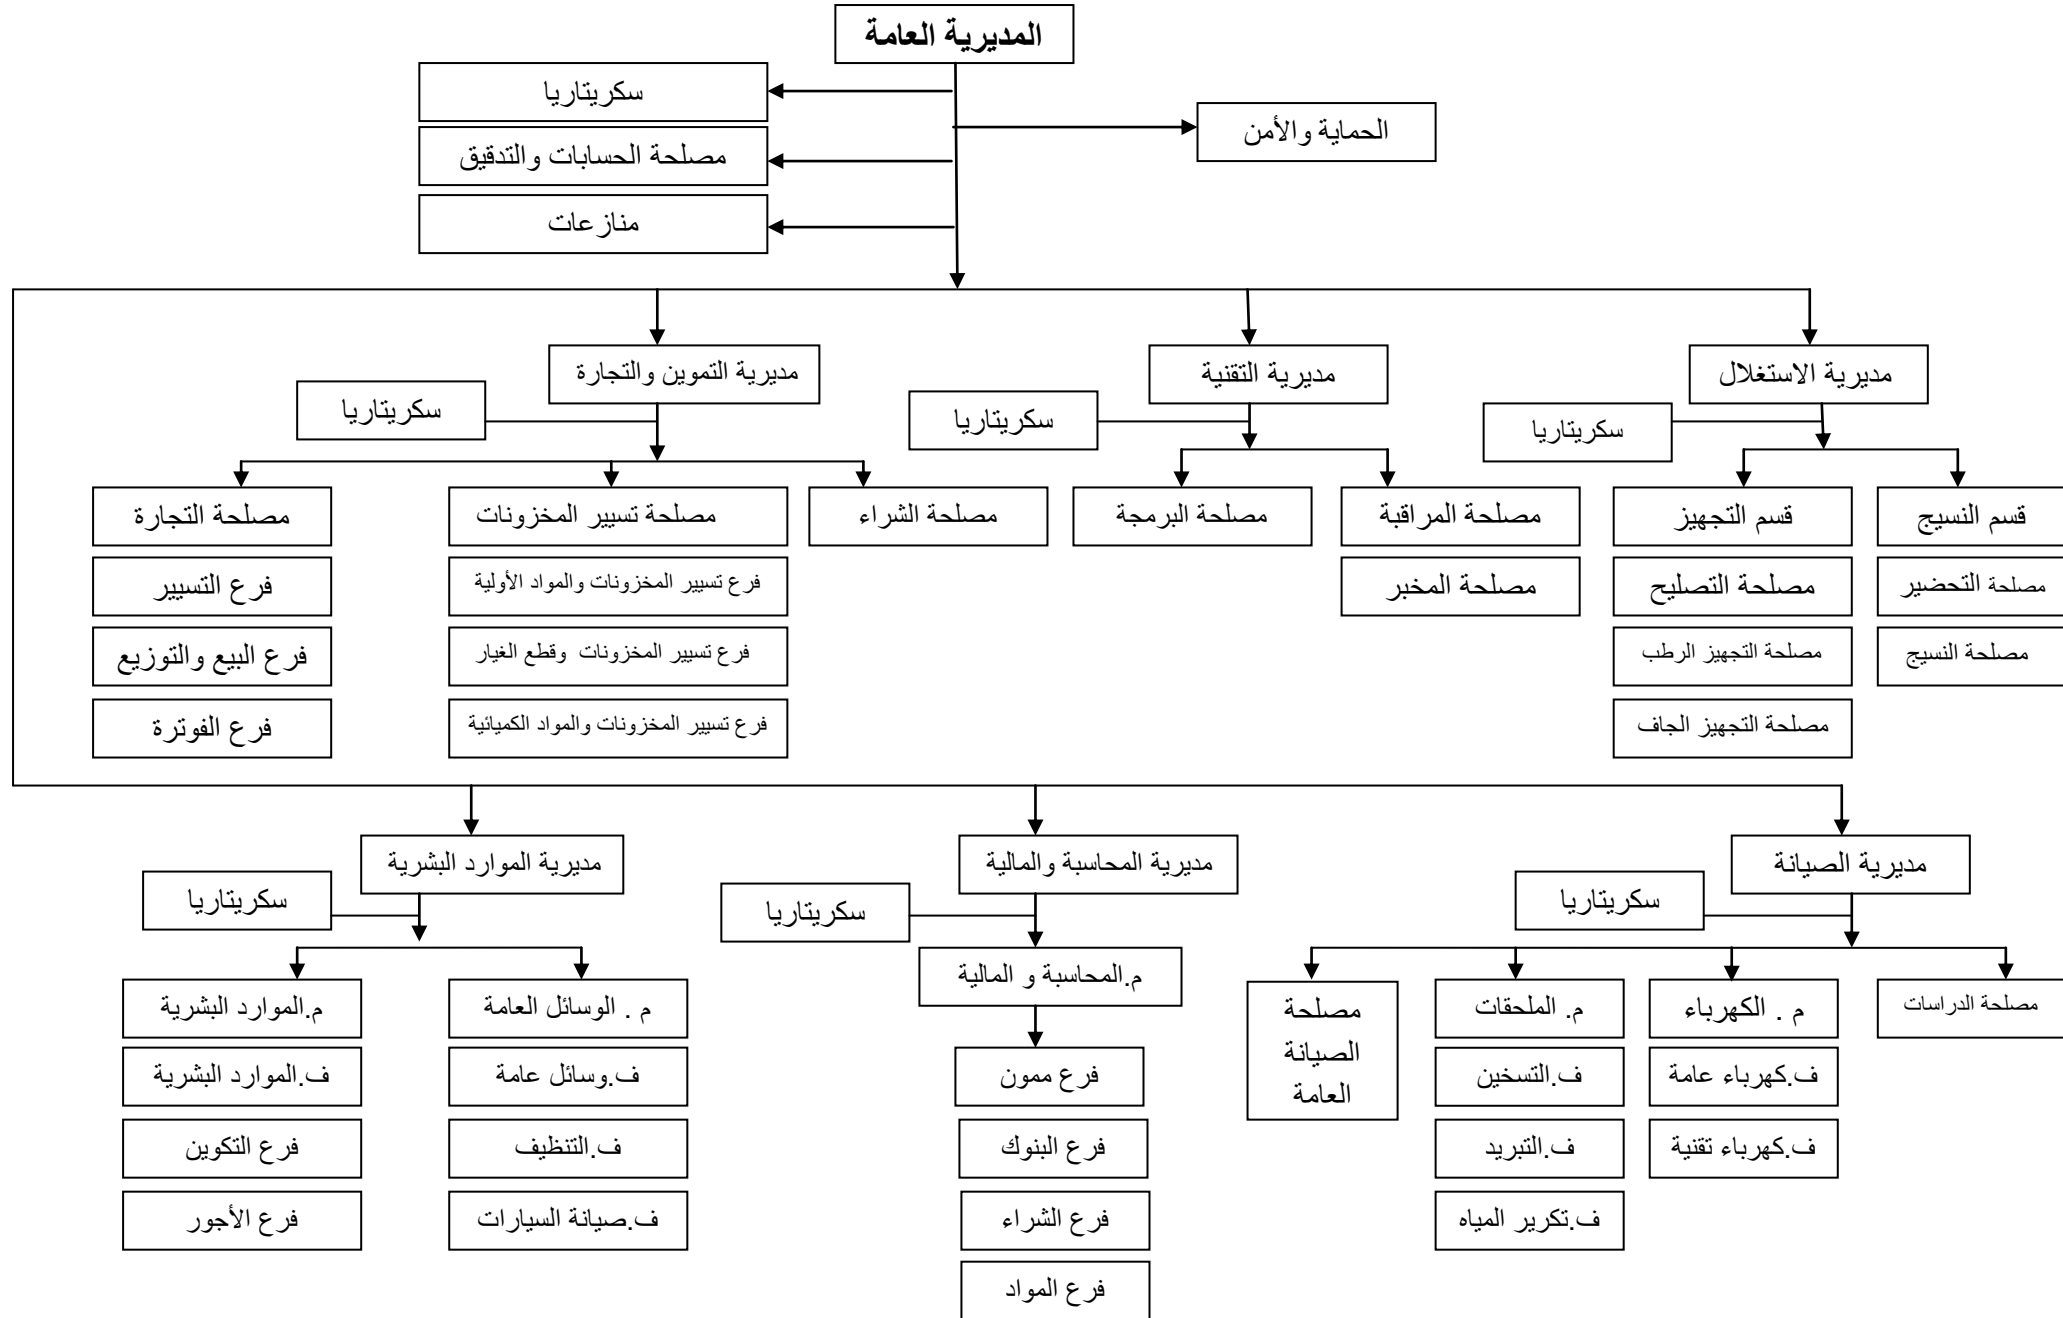 المديرية العامة
سكريتاريا
الحماية والأمن
مصلحة الحسابات والتدقيق
منازعات
مديرية الاستغلال
مديرية التقنية
مديرية التموين والتجارة
سكريتاريا
سكريتاريا
سكريتاريا
قسم النسيج
قسم التجهيز
مصلحة المراقبة
مصلحة البرمجة
مصلحة الشراء
مصلحة تسيير المخزونات
مصلحة التجارة
مصلحة التحضير
مصلحة التصليح
مصلحة المخبر
فرع تسيير المخزونات والمواد الأولية
فرع التسيير
مصلحة النسيج
مصلحة التجهيز الرطب
فرع تسيير المخزونات وقطع الغيار
فرع البيع والتوزيع
مصلحة التجهيز الجاف
فرع تسيير المخزونات والمواد الكميائية
فرع الفوترة
مديرية الصيانة
مديرية المحاسبة والمالية
مديرية الموارد البشرية
سكريتاريا
سكريتاريا
سكريتاريا
مصلحة الدراسات
م . الكهرباء
م. الملحقات
مصلحة
الصيانة
العامة
م.المحاسبة و المالية
م . الوسائل العامة
م.الموارد البشرية
ف.كهرباء عامة
ف.التسخين
فرع ممون
ف.وسائل عامة
ف.الموارد البشرية
ف.كهرباء تقنية
ف.التبريد
فرع البنوك
ف.التنظيف
فرع التكوين
ف.تكرير المياه
فرع الشراء
ف.صيانة السيارات
فرع الأجور
فرع المواد